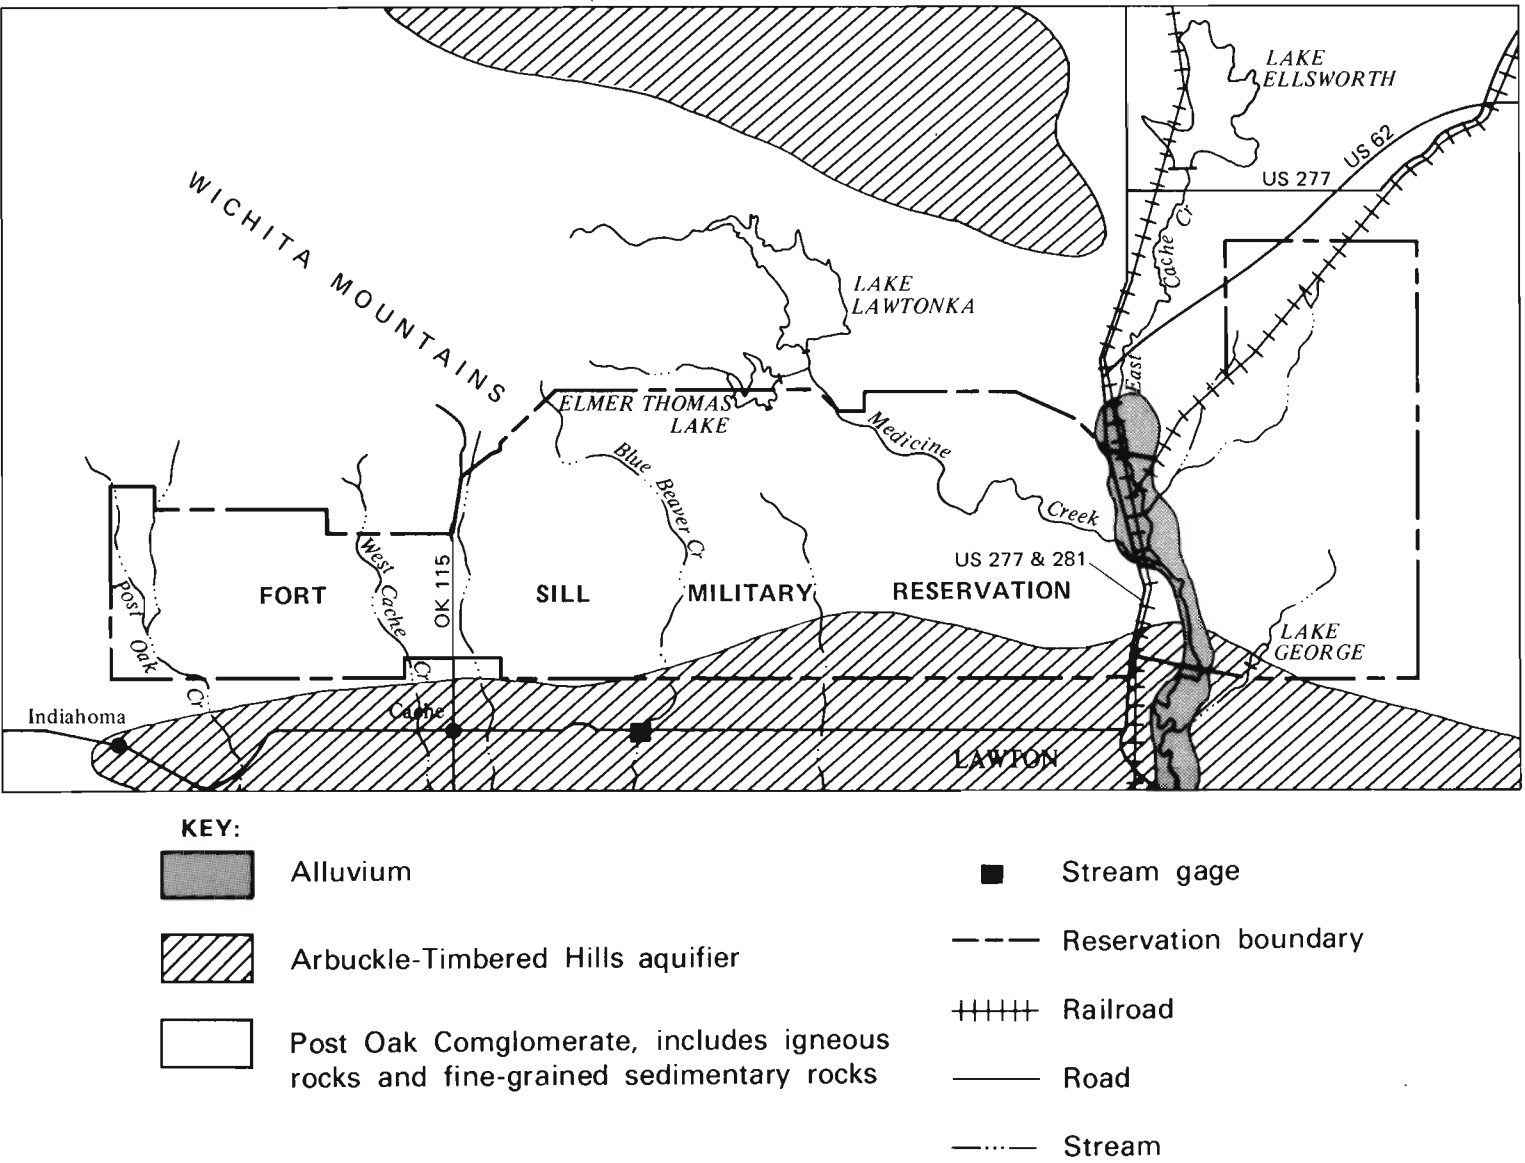 LAKE
ELLSWORTH
US 62
US 277
WICHITA MOUNTAINS
Cache Cr
East
LAKE
LAWTONKA
ELMER THOMAS
LAKE
Medicine
Creek
Blue Beaver Cr
West Cache Cr
OK 115
Post Oak Cr
US 277 & 281
FORT SILL MILITARY RESERVATION
LAKE
GEORGE
Indiahoma
Cache
LAWTON
KEY:
Alluvium
Arbuckle-Timbered Hills aquifier
Post Oak Comglomerate, includes igneous
rocks and fine-grained sedimentary rocks
Stream gage
Reservation boundary
Railroad
Road
Stream